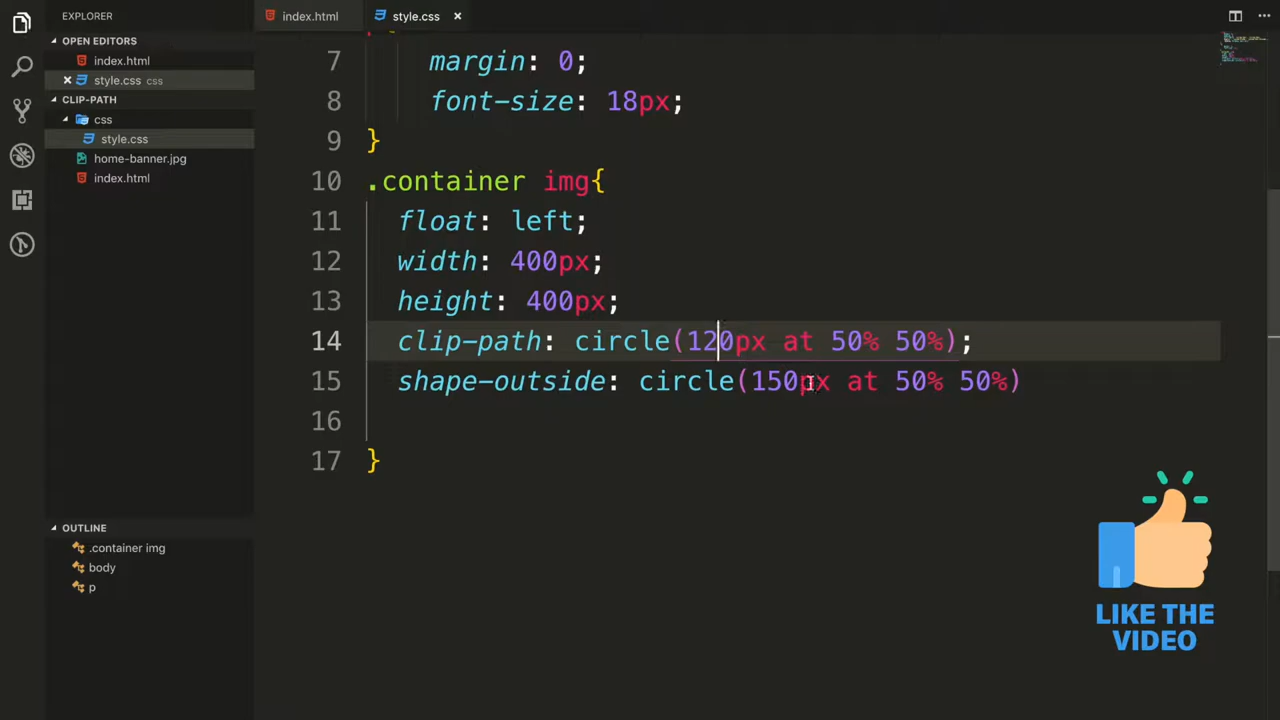 EXPLORER
index.html
style.css
OPEN EDITORS
index.html
style.css css
CLIP-PATH
css
style.css
home-banner.jpg
index.html
OUTLINE
.container img
body
p
7 margin: 0;
8 font-size: 18px;
9 }
10 .container img{
11 float: left;
12 width: 400px;
13 height: 400px;
14 clip-path: circle(120px at 50% 50%);
15 shape-outside: circle(150px at 50% 50%)
16
17 }
LIKE THE
VIDEO